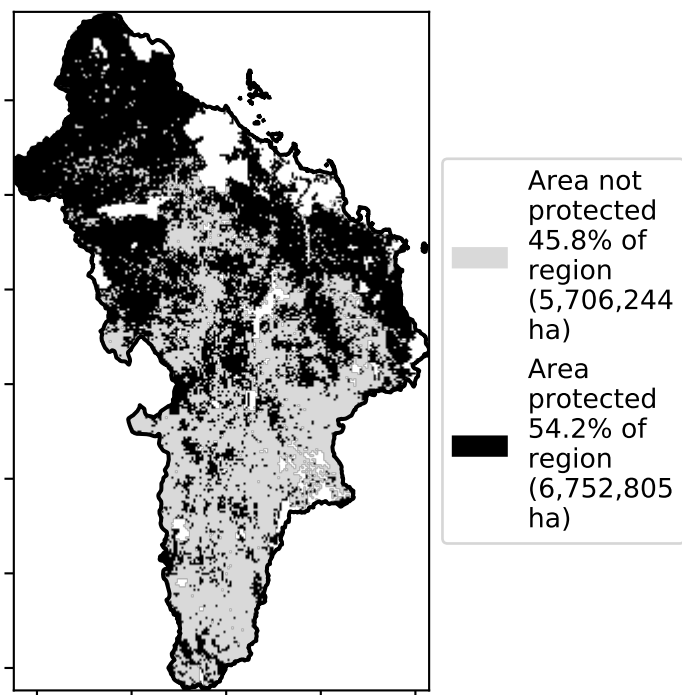 Area not
protected
45.8% of
region
(5,706,244
ha)
Area
protected
54.2% of
region
(6,752,805
ha)